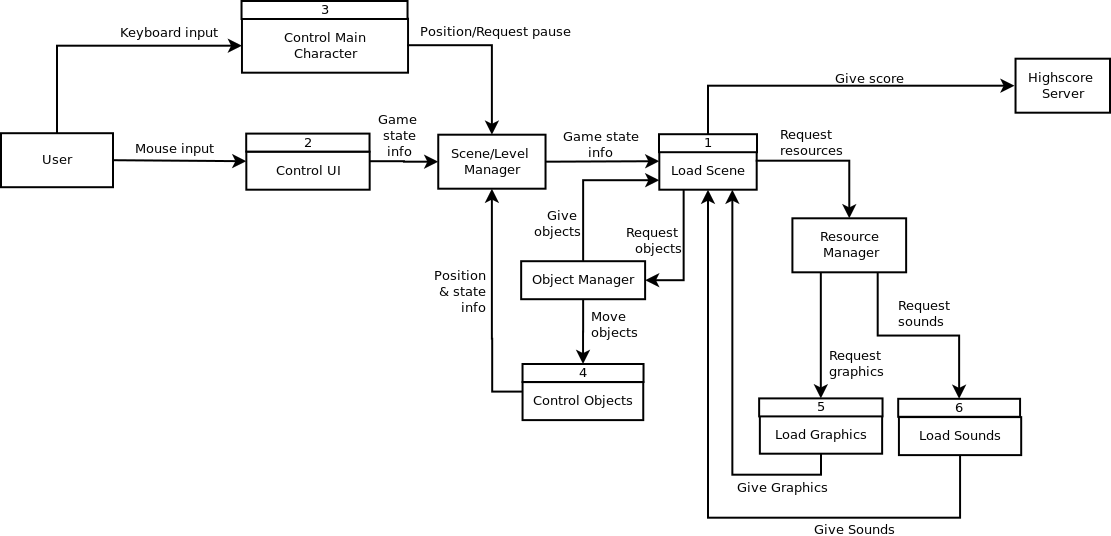 3
Control Main
Character
Keyboard input
Position/Request pause
Give score
Highscore
Server
User
Mouse input
2
Control UI
Game
state
info
Scene/Level
Manager
Game state
info
1
Load Scene
Request
resources
Resource
Manager
Give
objects
Request
objects
Object Manager
Position
& state
info
Move
objects
4
Control Objects
Request
sounds
Request
graphics
5
Load Graphics
6
Load Sounds
Give Graphics
Give Sounds